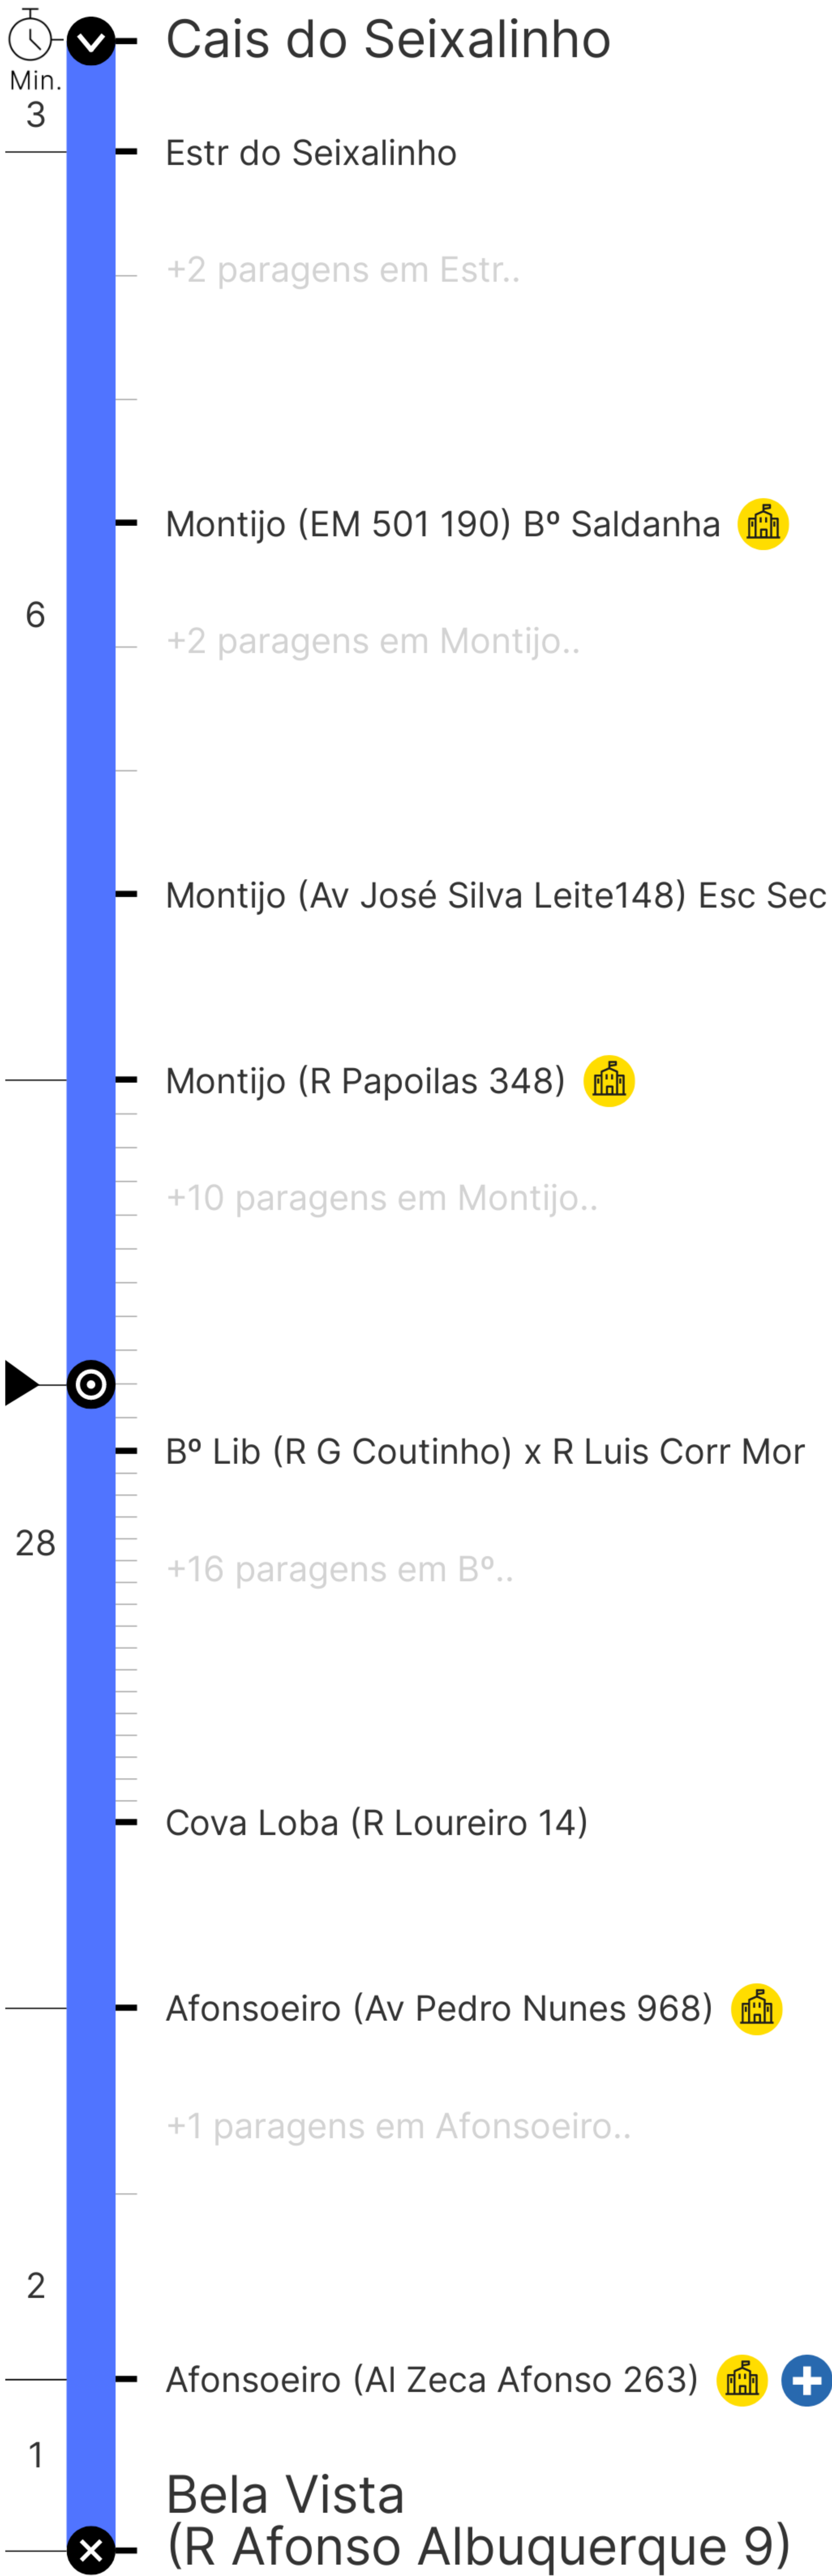 Cais do Seixalinho
Min.
3
Estr do Seixalinho
+2 paragens em Estr..
Montijo (EM 501 190) Bº Saldanha
6
+2 paragens em Montijo..
Montijo (Av José Silva Leite148) Esc Sec
Montijo (R Papoilas 348)
+10 paragens em Montijo..
Bº Lib (R G Coutinho) x R Luis Corr Mor
28
+16 paragens em Bº..
Cova Loba (R Loureiro 14)
Afonsoeiro (Av Pedro Nunes 968)
+1 paragens em Afonsoeiro..
2
Afonsoeiro (Al Zeca Afonso 263)
1
Bela Vista
(R Afonso Albuquerque 9)